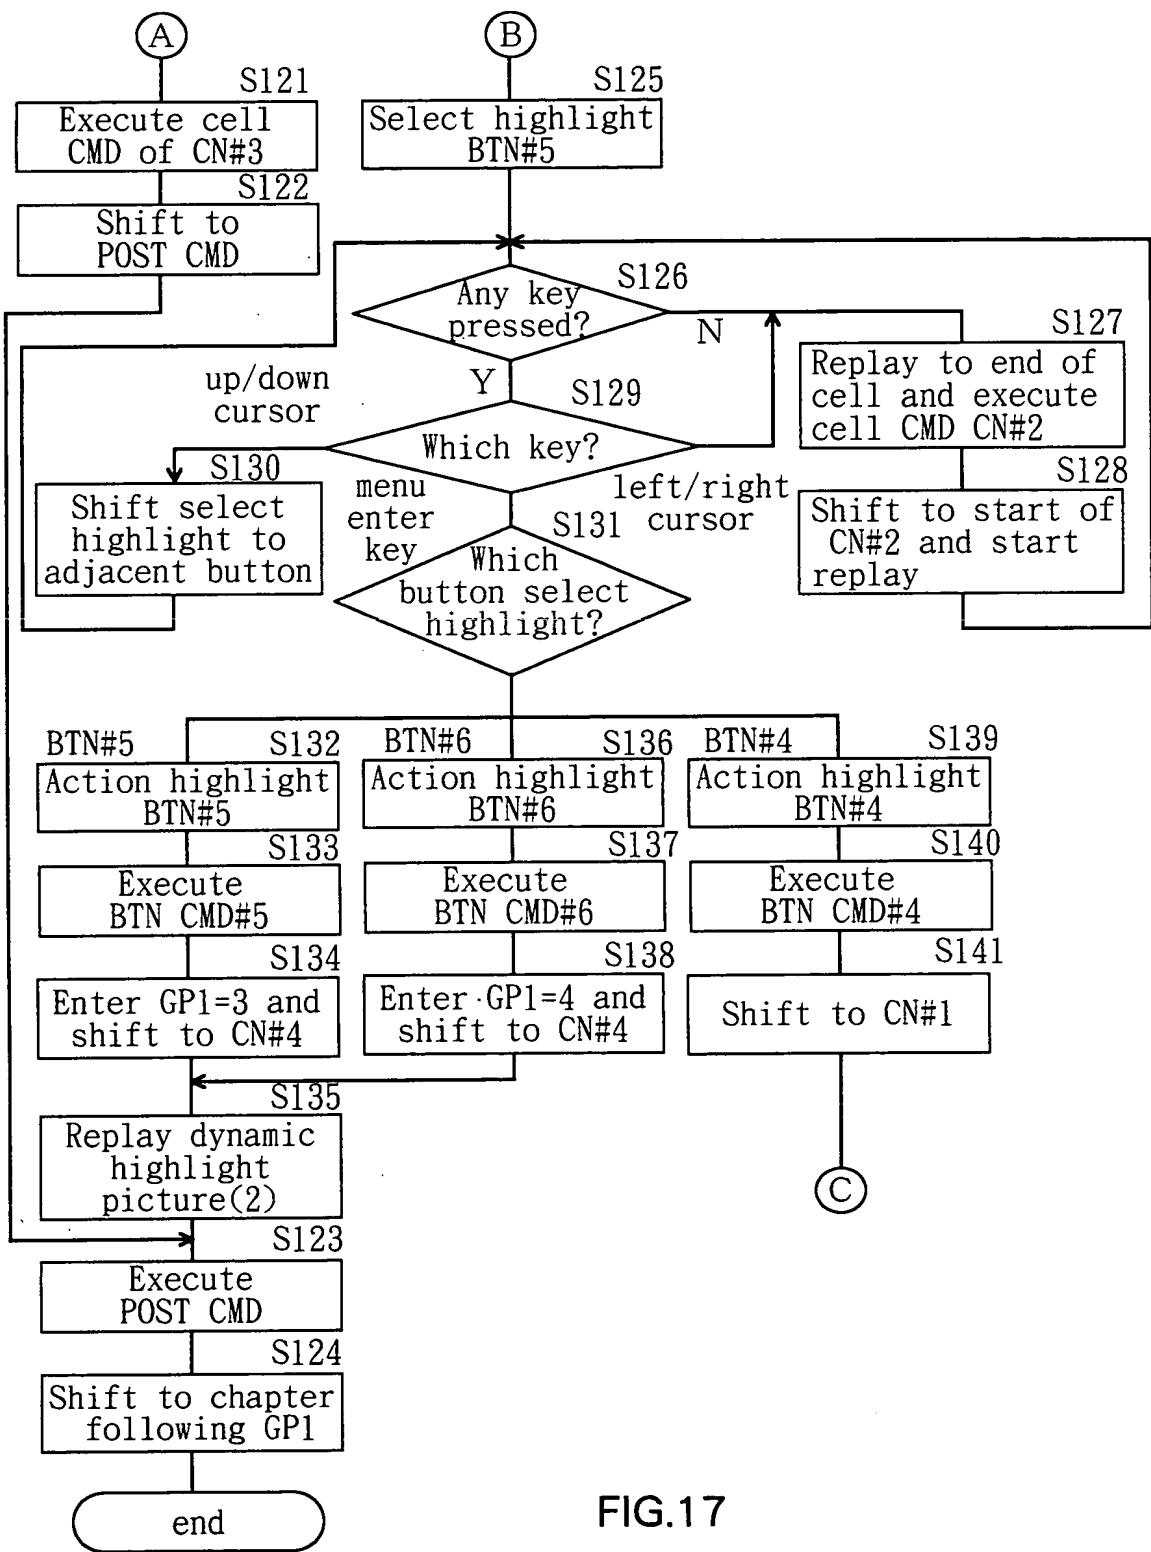 A
B
S121
Execute cell
CMD of CN#3
S125
Select highlight
BTN#5
S122
Shift to
POST CMD
S126
Any key
pressed?
N
Y
S127
Replay to end of
cell and execute
cell CMD CN#2
up/down
cursor
S129
Which key?
S130
Shift select
highlight to
adjacent button
menu
enter
key
left/right
cursor
S128
Shift to start of
CN#2 and start
replay
S131
Which
button select
highlight?
BTN#5
S132
Action highlight
BTN#5
BTN#6
S136
Action highlight
BTN#6
BTN#4
S139
Action highlight
BTN#4
S133
Execute
BTN CMD#5
S137
Execute
BTN CMD#6
S140
Execute
BTN CMD#4
S134
Enter GP1=3 and
shift to CN#4
S138
Enter GP1=4 and
shift to CN#4
S141
Shift to CN#1
S135
Replay dynamic
highlight
picture(2)
C
S123
Execute
POST CMD
S124
Shift to chapter
following GP1
end
FIG.17